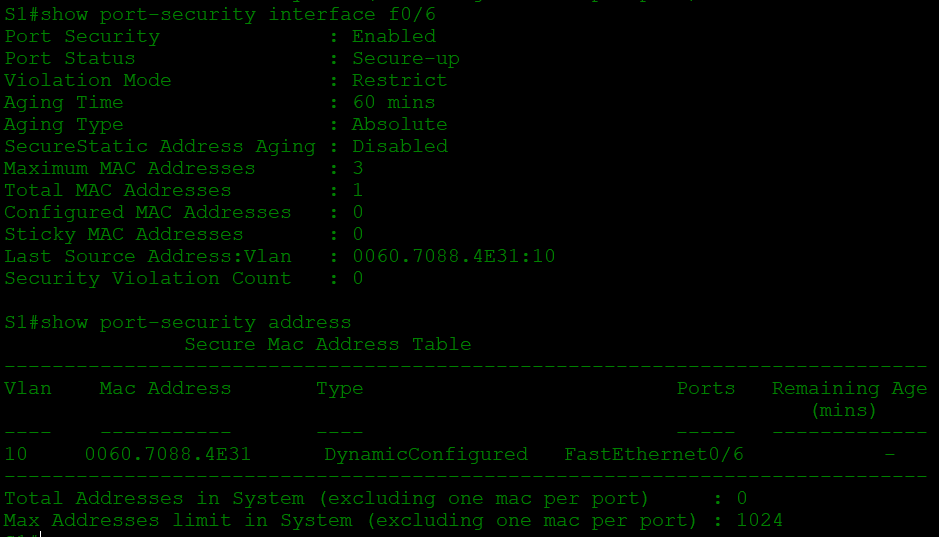 S1#show port-security interface f0/6
Port Security : Enabled
Port Status : Secure-up
Violation Mode : Restrict
Aging Time : 60 mins
Aging Type : Absolute
SecureStatic Address Aging : Disabled
Maximum MAC Addresses : 3
Total MAC Addresses : 1
Configured MAC Addresses : 0
Sticky MAC Addresses : 0
Last Source Address:Vlan : 0060.7088.4E31:10
Security Violation Count : 0
S1#show port-security address
Secure Mac Address Table
-----------------------------------------------------------------------------
Vlan Mac Address Type Ports Remaining Age
(mins)
---- ----------- ---- ----- -------------
10 0060.7088.4E31 DynamicConfigured FastEthernet0/6 -
-----------------------------------------------------------------------------
Total Addresses in System (excluding one mac per port) : 0
Max Addresses limit in System (excluding one mac per port) : 1024
S1#